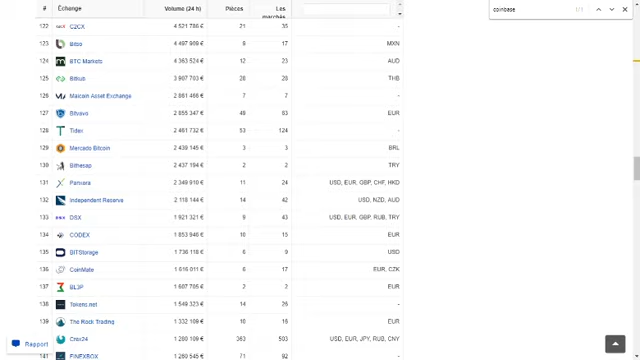 # Échange Volume (24 h) Pièces Les marchés
coinbase 1/1
122 C2CX 4 521 786 € 21 35 -
123 Bitso 4 497 909 € 9 17 MXN
124 BTC Markets 4 363 524 € 12 23 AUD
125 Bitkub 3 907 703 € 28 28 THB
126 Maicoin Asset Exchange 2 861 466 € 7 7 -
127 Bitvavo 2 855 347 € 48 83 EUR
128 Tidex 2 461 732 € 53 124 -
129 Mercado Bitcoin 2 439 145 € 3 3 BRL
130 Bithesap 2 437 194 € 2 2 TRY
131 Panxora 2 349 910 € 11 24 USD, EUR, GBP, CHF, HKD
132 Independent Reserve 2 118 144 € 14 42 USD, NZD, AUD
133 DSX 1 921 321 € 9 43 USD, EUR, GBP, RUB, TRY
134 CODEX 1 853 946 € 10 15 EUR
135 BITStorage 1 736 118 € 6 9 USD
136 CoinMate 1 616 011 € 6 17 EUR, CZK
137 BL3P 1 607 705 € 2 2 EUR
138 Tokens.net 1 549 323 € 14 26 -
139 The Rock Trading 1 332 109 € 10 16 EUR
140 Crex24 1 280 109 € 363 503 USD, EUR, JPY, RUB, CNY
141 FINEXBOX 1 269 545 € 71 92 -
Rapport